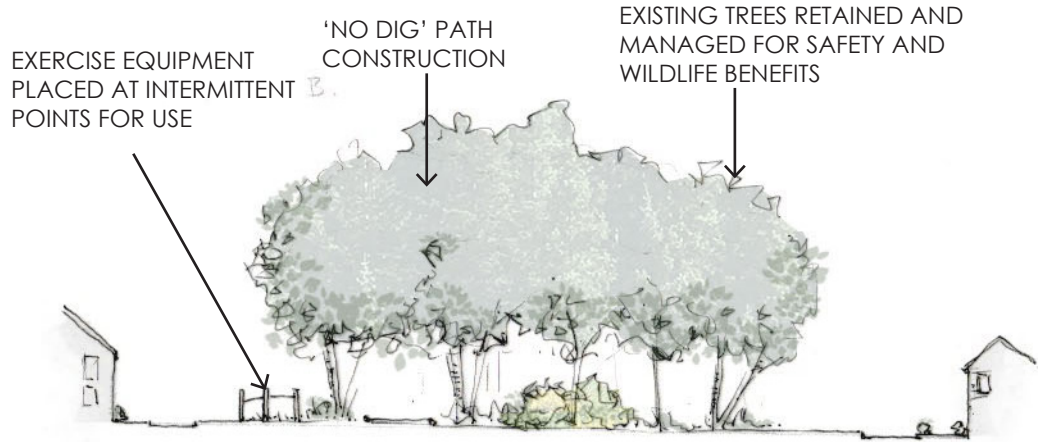 EXERCISE EQUIPMENT
PLACED AT INTERMITTENT
POINTS FOR USE
B.
‘NO DIG’ PATH
CONSTRUCTION
EXISTING TREES RETAINED AND
MANAGED FOR SAFETY AND
WILDLIFE BENEFITS